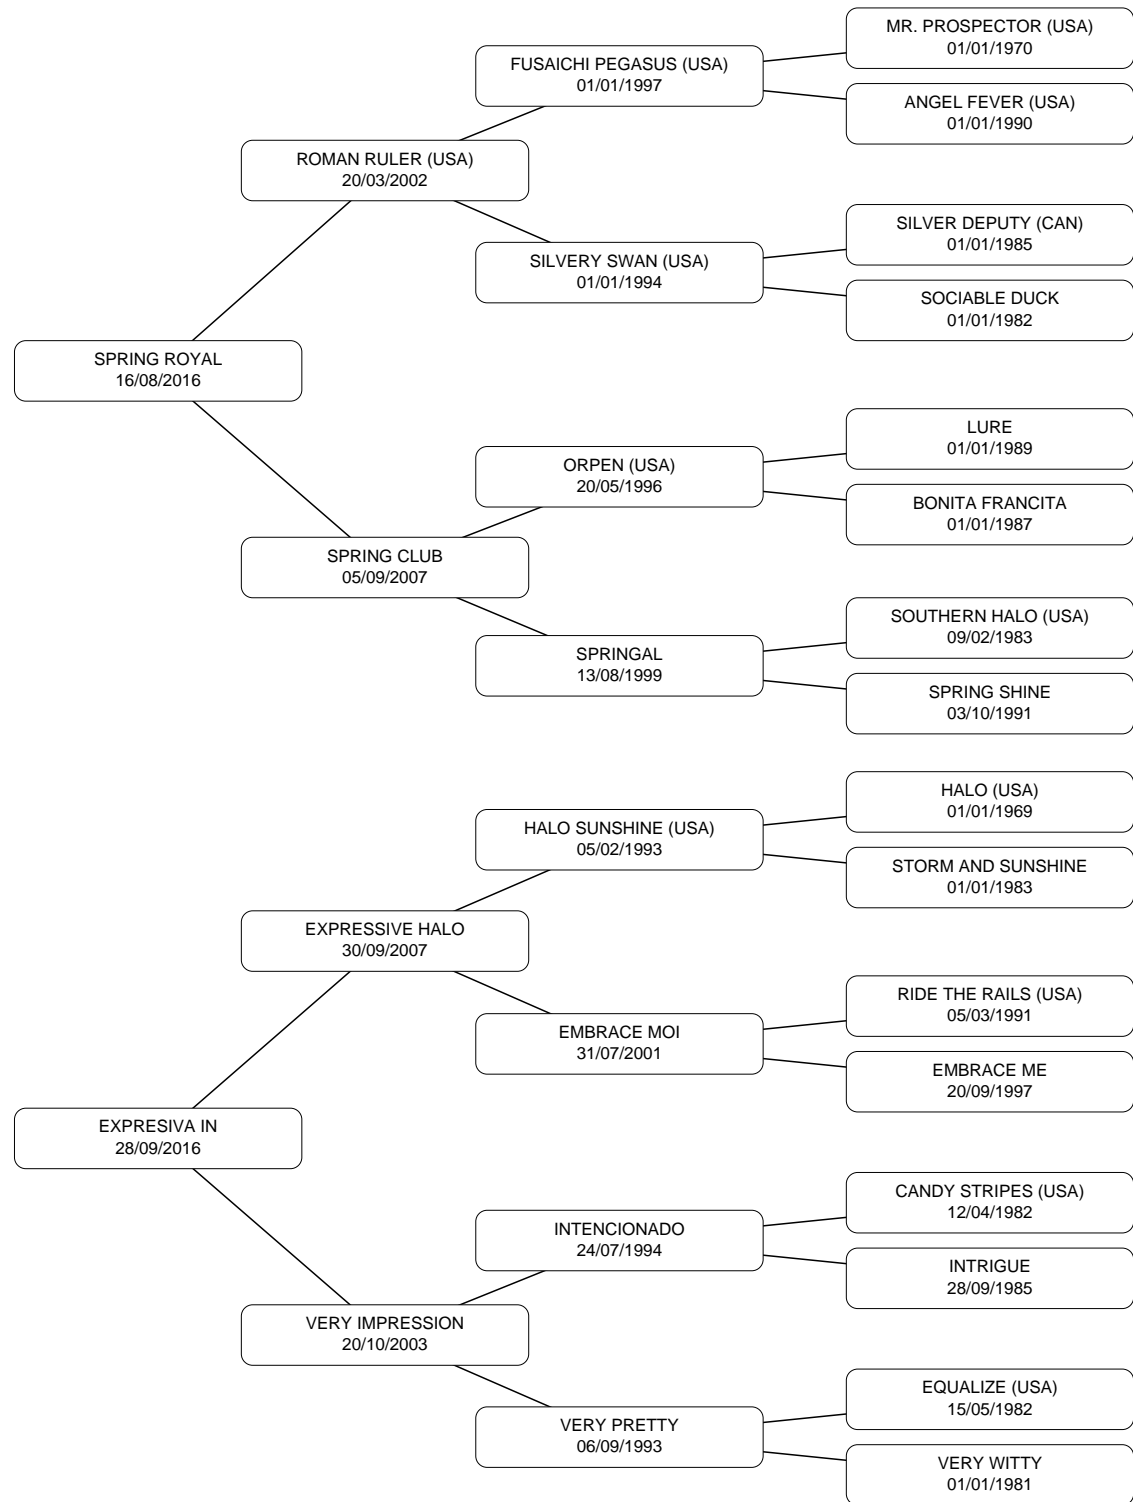 MR. PROSPECTOR (USA)
01/01/1970
FUSAICHI PEGASUS (USA)
01/01/1997
ANGEL FEVER (USA)
01/01/1990
ROMAN RULER (USA)
20/03/2002
SILVER DEPUTY (CAN)
01/01/1985
SILVERY SWAN (USA)
01/01/1994
SOCIABLE DUCK
01/01/1982
SPRING ROYAL
16/08/2016
LURE
01/01/1989
ORPEN (USA)
20/05/1996
BONITA FRANCITA
01/01/1987
SPRING CLUB
05/09/2007
SOUTHERN HALO (USA)
09/02/1983
SPRINGAL
13/08/1999
SPRING SHINE
03/10/1991
HALO (USA)
01/01/1969
HALO SUNSHINE (USA)
05/02/1993
STORM AND SUNSHINE
01/01/1983
EXPRESSIVE HALO
30/09/2007
RIDE THE RAILS (USA)
05/03/1991
EMBRACE MOI
31/07/2001
EMBRACE ME
20/09/1997
EXPRESIVA IN
28/09/2016
CANDY STRIPES (USA)
12/04/1982
INTENCIONADO
24/07/1994
INTRIGUE
28/09/1985
VERY IMPRESSION
20/10/2003
EQUALIZE (USA)
15/05/1982
VERY PRETTY
06/09/1993
VERY WITTY
01/01/1981